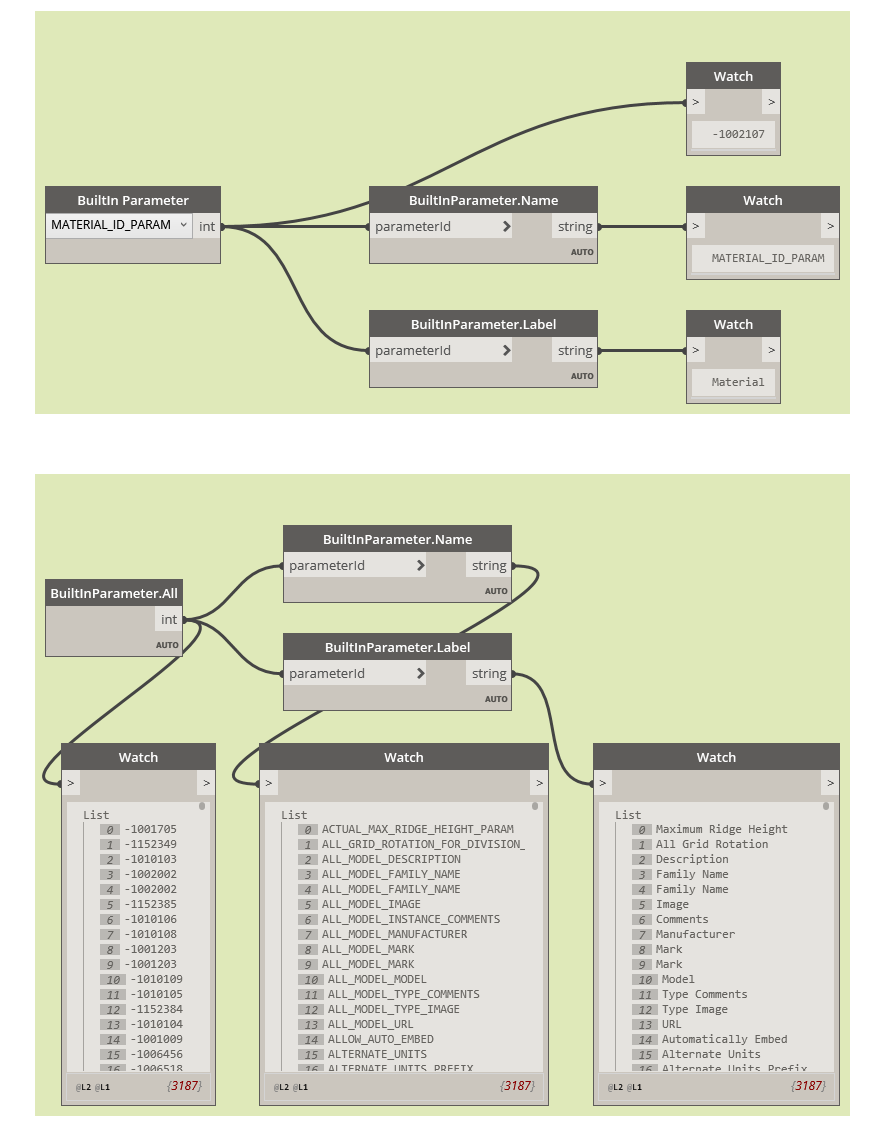 Watch
> >
-1002107
BuiltIn Parameter
MATERIAL_ID_PARAM int
BuiltInParameter.Name
parameterId string
AUTO
Watch
> >
MATERIAL_ID_PARAM
BuiltInParameter.Label
parameterId string
AUTO
Watch
> >
Material
BuiltInParameter.Name
parameterId string
AUTO
BuiltInParameter.All
int
AUTO
BuiltInParameter.Label
parameterId string
AUTO
Watch
> >
List
0 -1001705
1 -1152349
2 -1010103
3 -1002002
4 -1002002
5 -1152385
6 -1010106
7 -1010108
8 -1001203
9 -1001203
10 -1010109
11 -1010105
12 -1152384
13 -1010104
14 -1001009
15 -1006456
16 -1006518
@L2 @L1 {3187}
Watch
> >
List
0 ACTUAL_MAX_RIDGE_HEIGHT_PARAM
1 ALL_GRID_ROTATION_FOR_DIVISION_
2 ALL_MODEL_DESCRIPTION
3 ALL_MODEL_FAMILY_NAME
4 ALL_MODEL_FAMILY_NAME
5 ALL_MODEL_IMAGE
6 ALL_MODEL_INSTANCE_COMMENTS
7 ALL_MODEL_MANUFACTURER
8 ALL_MODEL_MARK
9 ALL_MODEL_MARK
10 ALL_MODEL_MODEL
11 ALL_MODEL_TYPE_COMMENTS
12 ALL_MODEL_TYPE_IMAGE
13 ALL_MODEL_URL
14 ALLOW_AUTO_EMBED
15 ALTERNATE_UNITS
16 ALTERNATE_UNITS_PREFIX
@L2 @L1 {3187}
Watch
> >
List
0 Maximum Ridge Height
1 All Grid Rotation
2 Description
3 Family Name
4 Family Name
5 Image
6 Comments
7 Manufacturer
8 Mark
9 Mark
10 Model
11 Type Comments
12 Type Image
13 URL
14 Automatically Embed
15 Alternate Units
16 Alternate Units Prefix
@L2 @L1 {3187}